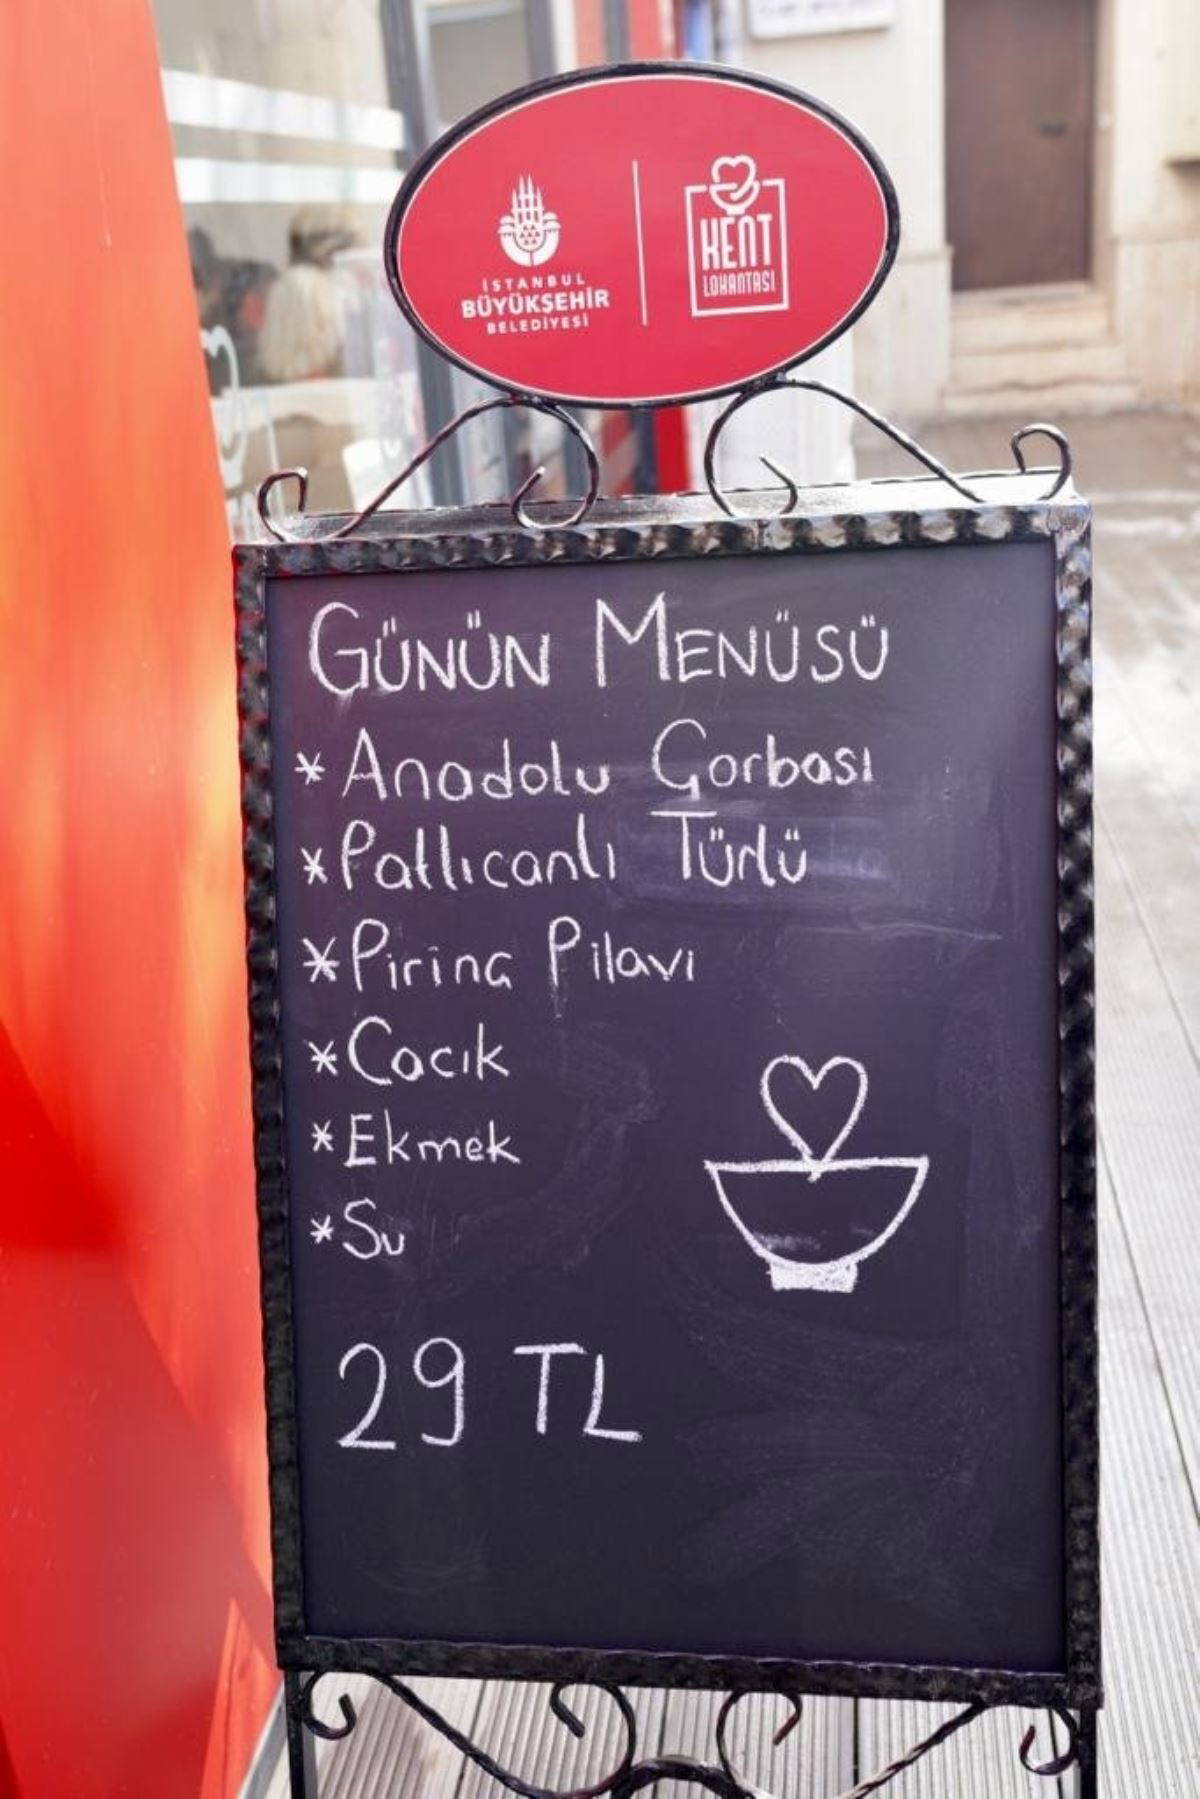 İSTANBUL
BÜYÜKŞEHİR
BELEDİYESİ
KENT
LOKANTASI
GÜNÜN MENÜSÜ
* Anadolu Çorbası
* Patlıcanlı Türlü
* Pirinç Pilavı
* Cacık
* Ekmek
* Su
29 TL